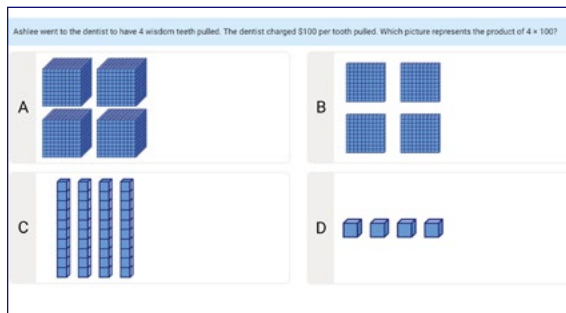 Ashlee went to the dentist to have 4 wisdom teeth pulled. The dentist charged $100 per tooth pulled. Which picture represents the product of 4 × 100?
A
B
C
D